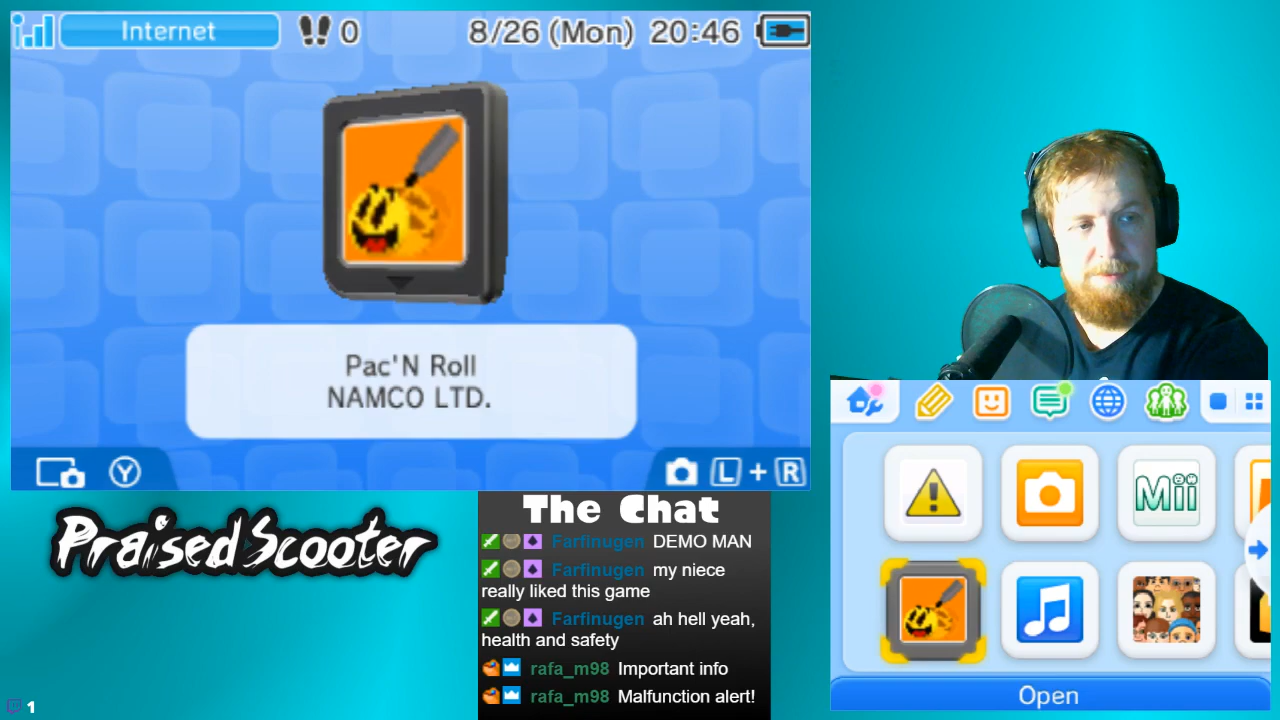 Internet
0
8/26 (Mon) 20:46
Pac'N Roll
NAMCO LTD.
Y
L + R
PraisedScooter
The Chat
Farfinugen DEMO MAN
Farfinugen my niece
really liked this game
Farfinugen ah hell yeah,
health and safety
rafa_m98 Important info
rafa_m98 Malfunction alert!
Mii
Open
1